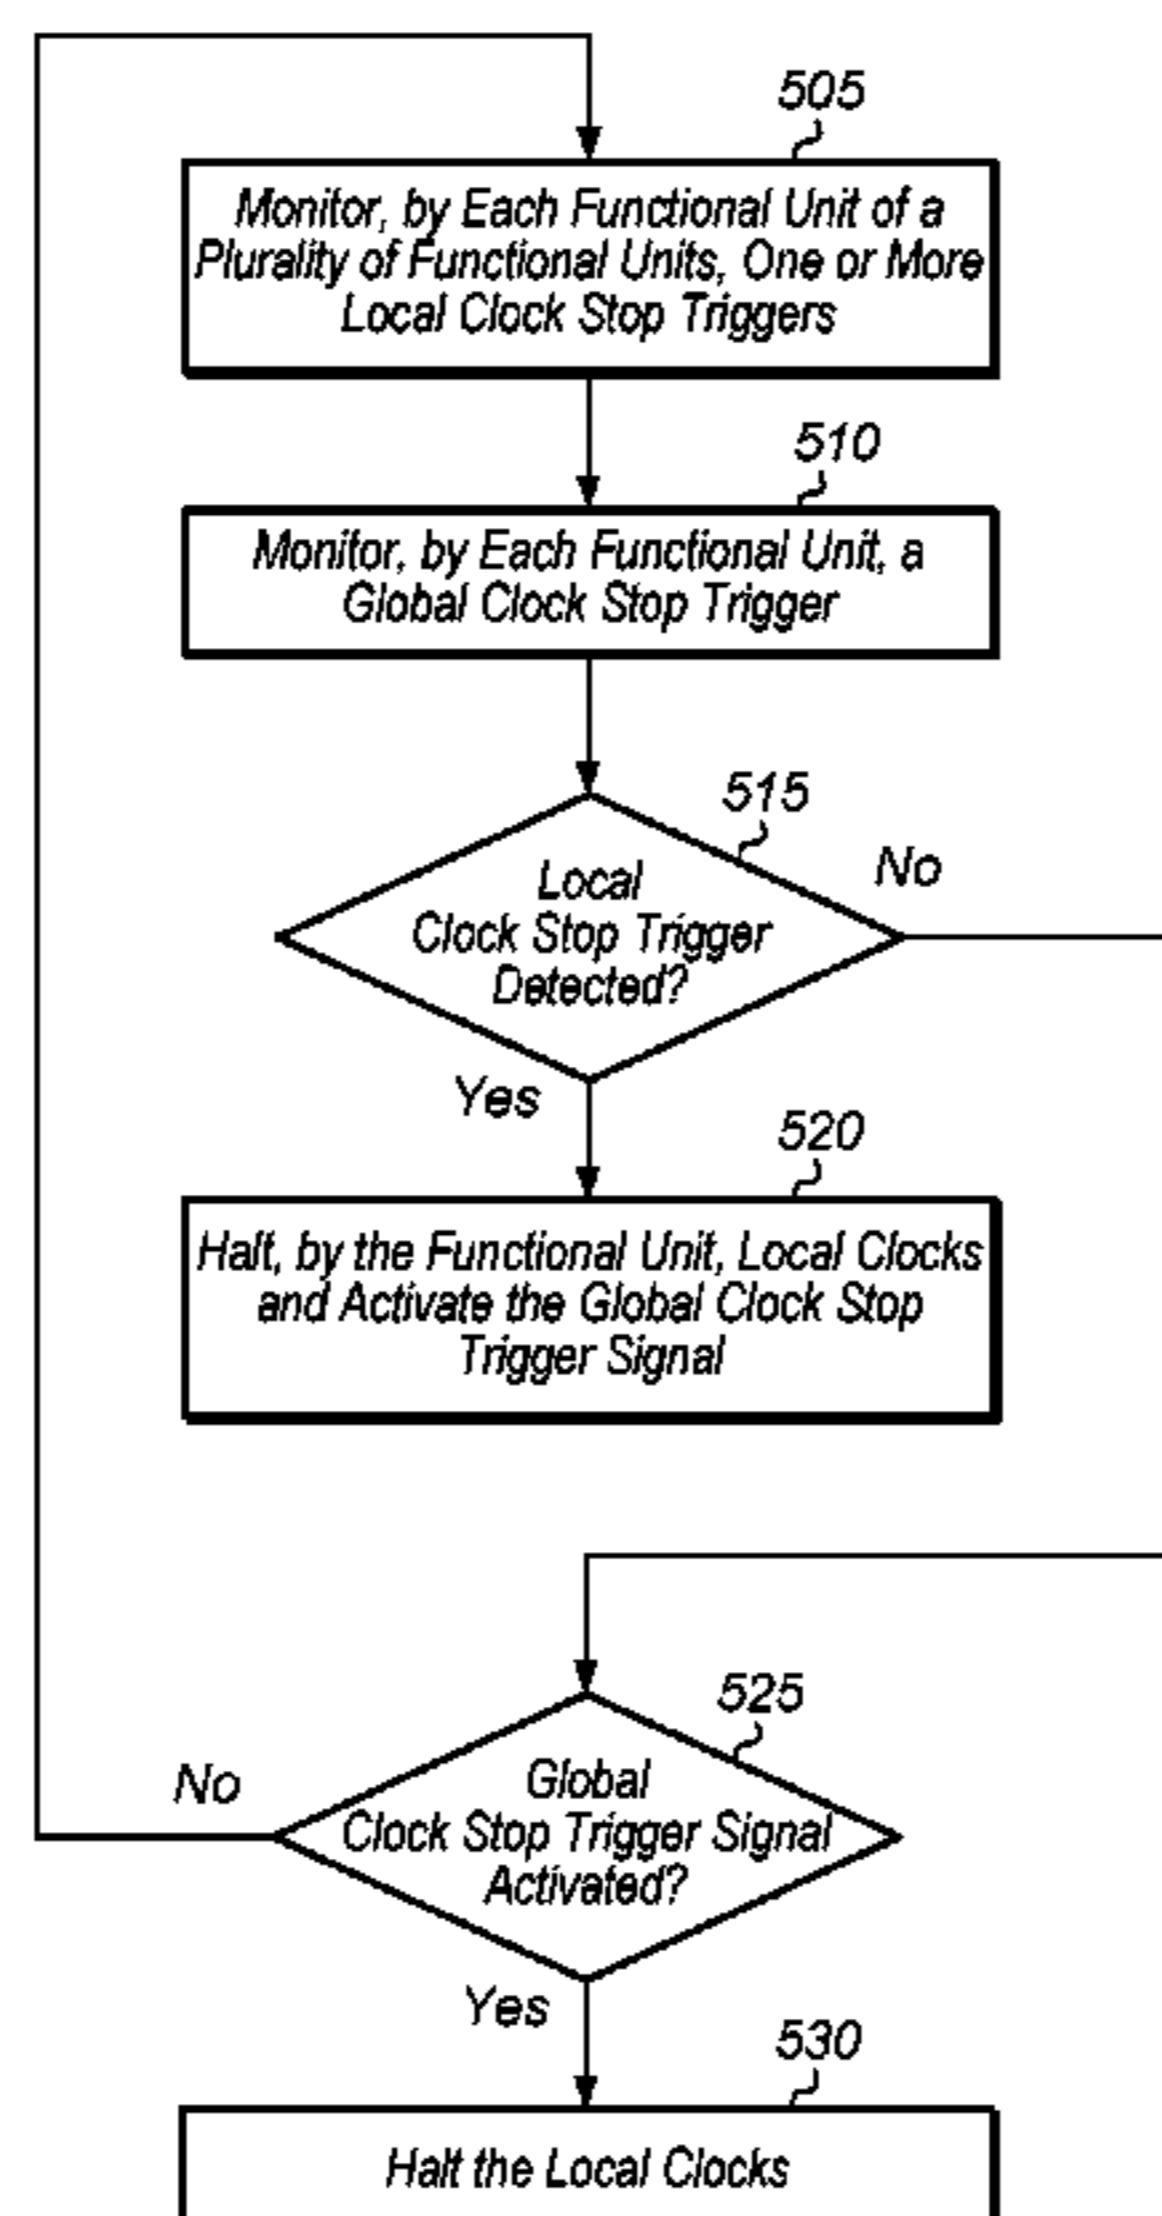 505
Monitor, by Each Functional Unit of a
Plurality of Functional Units, One or More
Local Clock Stop Triggers
510
Monitor, by Each Functional Unit, a
Global Clock Stop Trigger
515
No
Local
Clock Stop Trigger
Detected?
Yes
520
Halt, by the Functional Unit, Local Clocks
and Activate the Global Clock Stop
Trigger Signal
525
No
Global
Clock Stop Trigger Signal
Activated?
Yes
530
Halt the Local Clocks